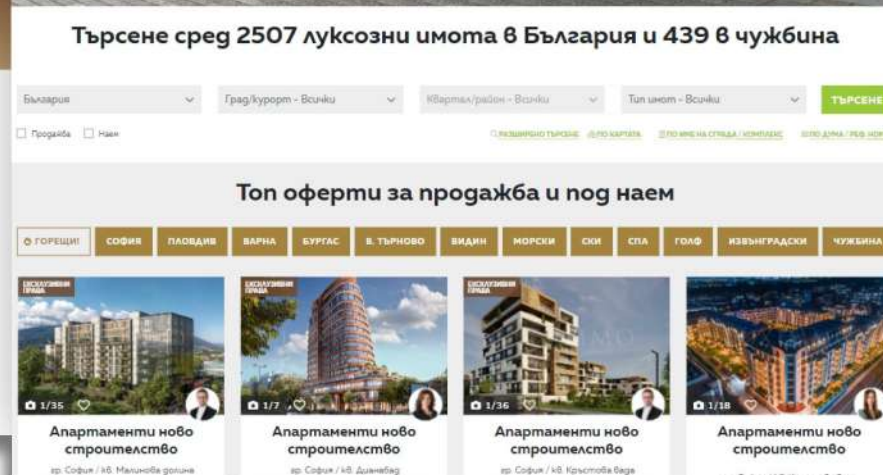 Търсене сред 2507 луксозни имота в България и 439 в чужбина
България
Град/курорт - Всички
Квартал/район - Всички
Тип имот - Всички
ТЪРСЕНЕ
Продажба
Наем
РАЗШИРЕНО ТЪРСЕНЕ
ПО КАРТАТА
ПО ИМЕ НА СГРАДА / КОМПЛЕКС
ПО ДУМА / РЕФ. НОМ
Топ оферти за продажба и под наем
ГОРЕЩИ!
СОФИЯ
ПЛОВДИВ
ВАРНА
БУРГАС
В. ТЪРНОВО
ВИДИН
МОРСКИ
СКИ
СПА
ГОЛФ
ИЗВЪНГРАДСКИ
ЧУЖБИНА
ЕКСКЛУЗИВНИ
ПРАВА
ЕКСКЛУЗИВНИ
ПРАВА
ЕКСКЛУЗИВНИ
ПРАВА
1/35
1/7
1/36
1/18
Апартаменти ново
строителство
гр. София / кв. Малинова долина
Апартаменти ново
строителство
гр. София / кв. Дианабад
Апартаменти ново
строителство
гр. София / кв. Кръстова вада
Апартаменти ново
строителство